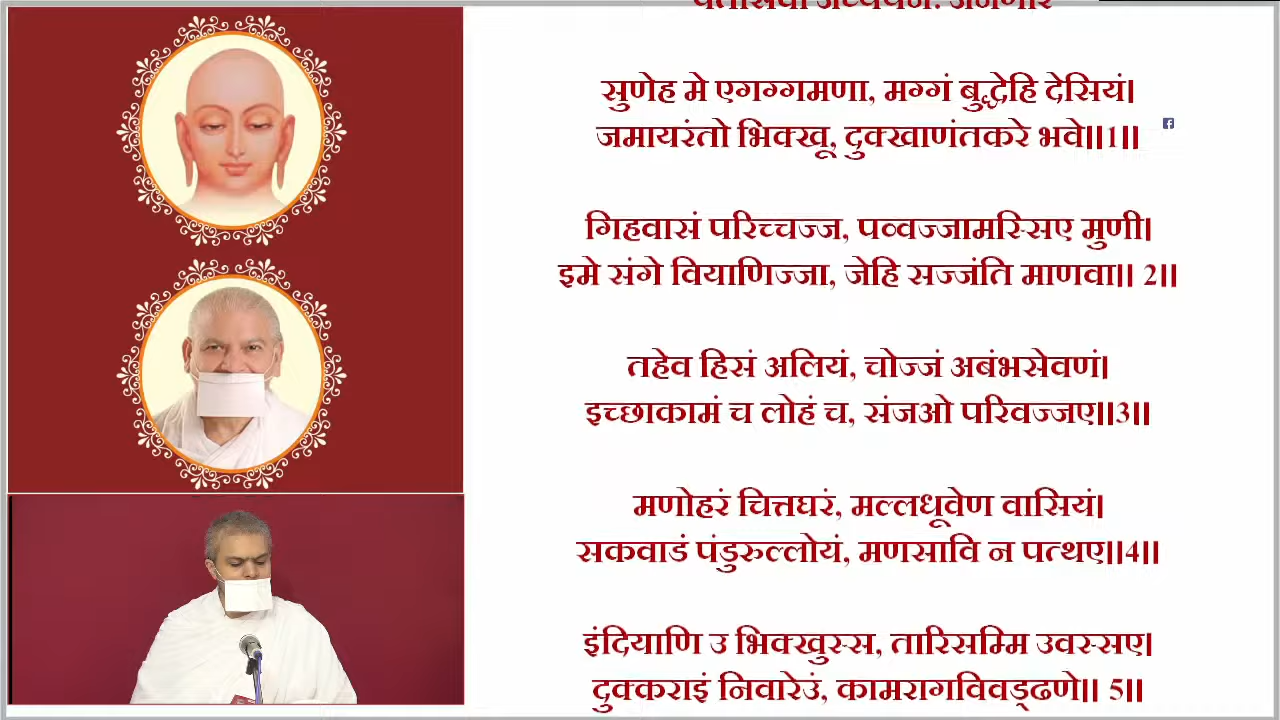 सुणेह मे एगग्गमणा, मग्गं बुद्धेहि देसियं।
जमायरंतो भिक्खू, दुक्खाणंतकरे भवे॥1॥
गिहवासं परिच्चज्ज, पव्वज्जामस्सिए मुणी।
इमे संगे वियाणिज्जा, जेहि सज्जंति माणवा॥ 2॥
तहेव हिसं अलियं, चोज्जं अबंभसेवणं।
इच्छाकामं च लोहं च, संजओ परिवज्जए॥3॥
मणोहरं चित्तघरं, मल्लधूवेण वासियं।
सकवाडं पंडुरुल्लोयं, मणसावि न पत्थए॥4॥
इंदियाणि उ भिक्खुस्स, तारिसम्मि उवस्सए।
दुक्कराइं निवारेउं, कामरागविवड्ढणे॥ 5॥